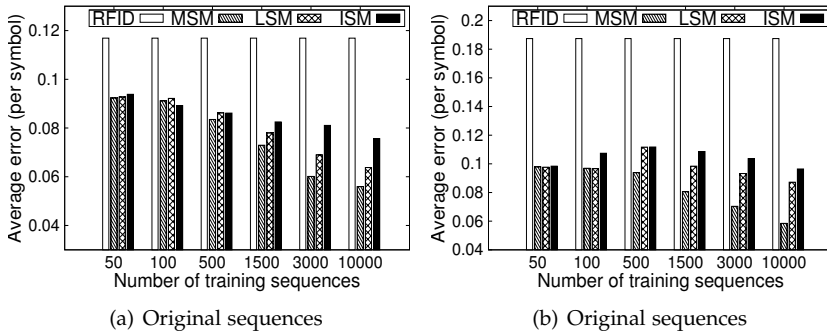 RFID MSM LSM ISM
Average error (per symbol)
0.12
0.1
0.08
0.06
0.04
50 100 500 1500 3000 10000
Number of training sequences
(a) Original sequences
RFID MSM LSM ISM
Average error (per symbol)
0.2
0.18
0.16
0.14
0.12
0.1
0.08
0.06
0.04
50 100 500 1500 3000 10000
Number of training sequences
(b) Original sequences